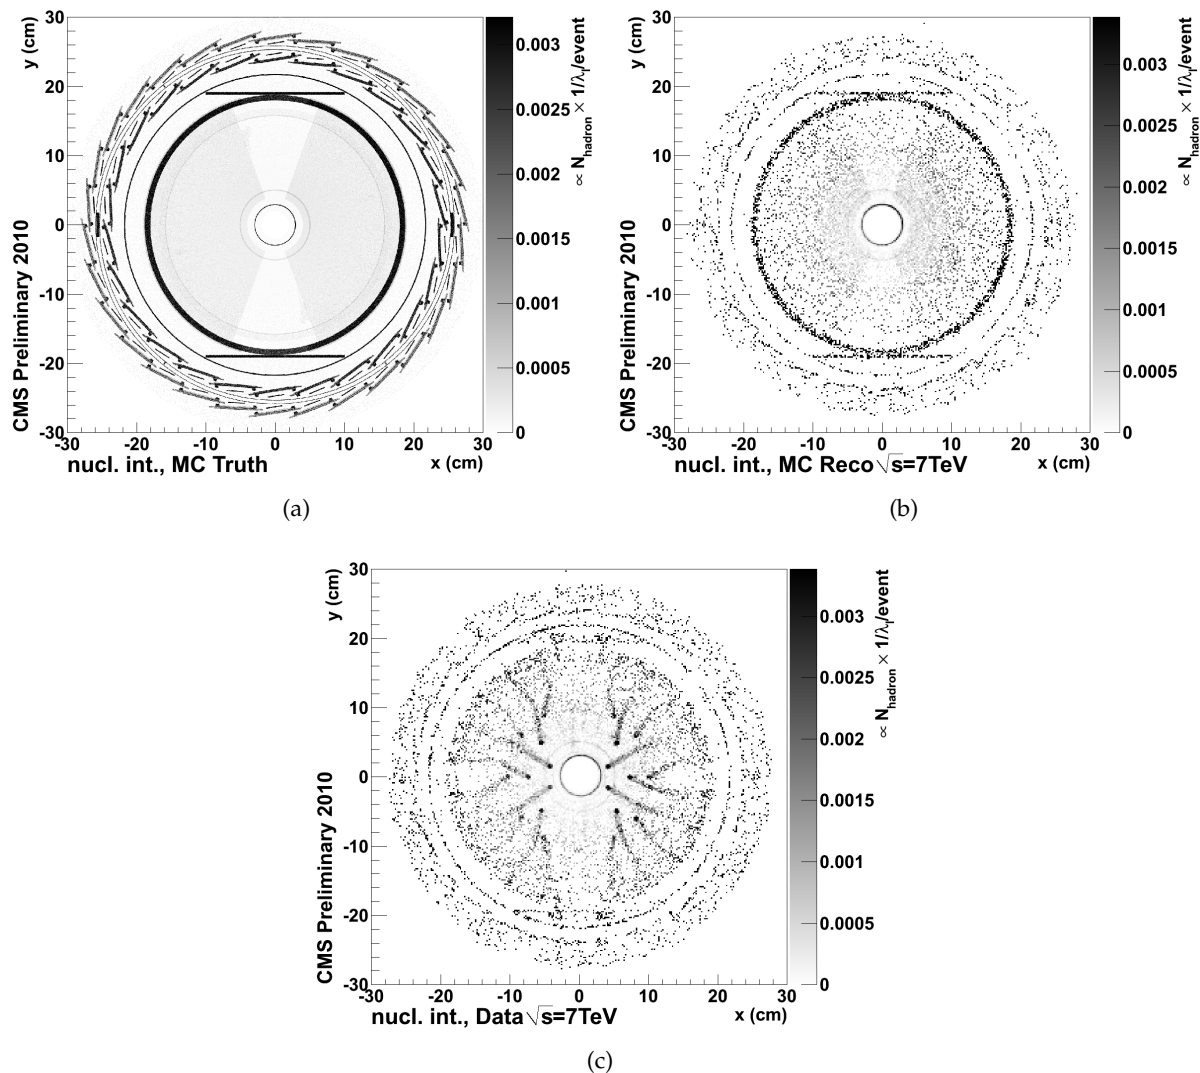 30
20
10
0
-10
-20
-30
y (cm)
CMS Preliminary 2010
-30 -20 -10 0 10 20 30
nucl. int., MC Truth
x (cm)
0.003
0.0025
0.002
0.0015
0.001
0.0005
0
∝ N_hadron × 1/λ_I/event
(a)
30
20
10
0
-10
-20
-30
y (cm)
CMS Preliminary 2010
-30 -20 -10 0 10 20 30
nucl. int., MC Reco √s=7TeV
x (cm)
0.003
0.0025
0.002
0.0015
0.001
0.0005
0
∝ N_hadron × 1/λ_I/event
(b)
30
20
10
0
-10
-20
-30
y (cm)
CMS Preliminary 2010
-30 -20 -10 0 10 20 30
nucl. int., Data √s=7TeV
x (cm)
0.003
0.0025
0.002
0.0015
0.001
0.0005
0
∝ N_hadron × 1/λ_I/event
(c)